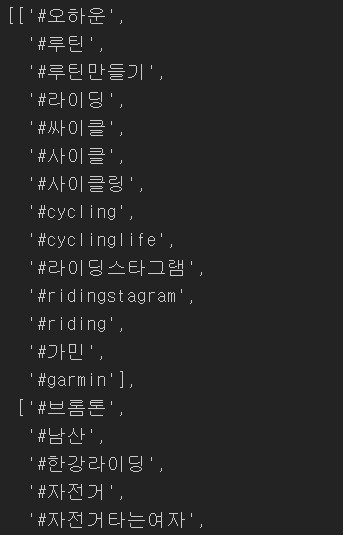 [['#오하운',
'#루틴',
'#루틴만들기',
'#라이딩',
'#싸이클',
'#사이클',
'#사이클링',
'#cycling',
'#cyclinglife',
'#라이딩스타그램',
'#ridingstagram',
'#riding',
'#가민',
'#garmin'],
['#브롬톤',
'#남산',
'#한강라이딩',
'#자전거',
'#자전거타는여자',